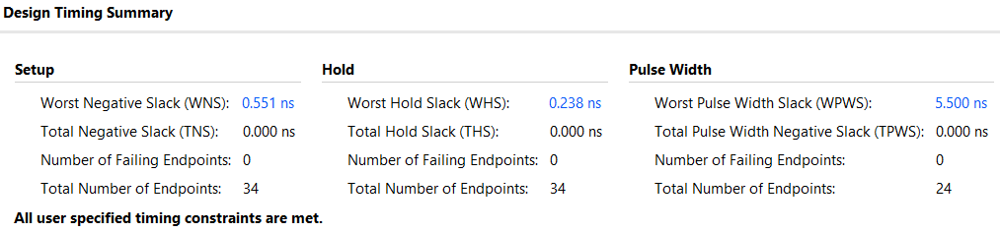 Design Timing Summary
Setup Hold Pulse Width
Worst Negative Slack (WNS): 0.551 ns Worst Hold Slack (WHS): 0.238 ns Worst Pulse Width Slack (WPWS): 5.500 ns
Total Negative Slack (TNS): 0.000 ns Total Hold Slack (THS): 0.000 ns Total Pulse Width Negative Slack (TPWS): 0.000 ns
Number of Failing Endpoints: 0 Number of Failing Endpoints: 0 Number of Failing Endpoints: 0
Total Number of Endpoints: 34 Total Number of Endpoints: 34 Total Number of Endpoints: 24
All user specified timing constraints are met.